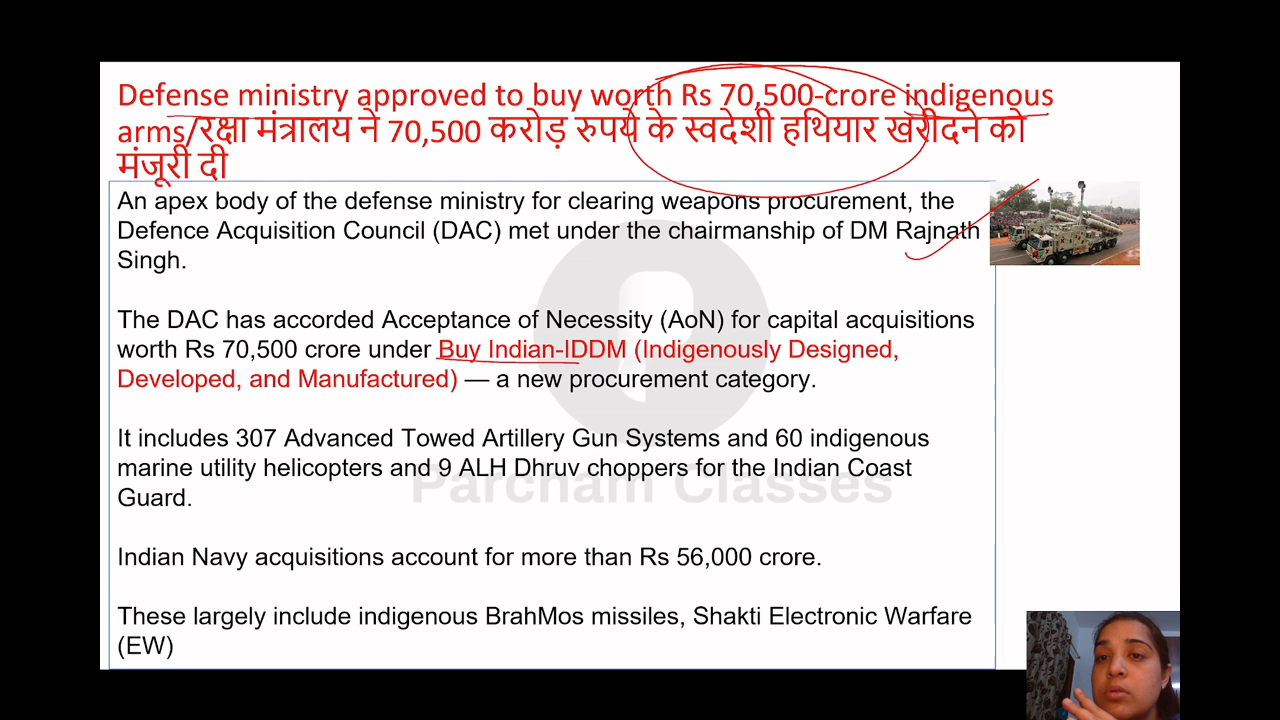 Defense ministry approved to buy worth Rs 70,500-crore indigenous
arms/रक्षा मंत्रालय ने 70,500 करोड़ रुपये के स्वदेशी हथियार खरीदने को
मंजूरी दी
An apex body of the defense ministry for clearing weapons procurement, the
Defence Acquisition Council (DAC) met under the chairmanship of DM Rajnath
Singh.
The DAC has accorded Acceptance of Necessity (AoN) for capital acquisitions
worth Rs 70,500 crore under Buy Indian-IDDM (Indigenously Designed,
Developed, and Manufactured) — a new procurement category.
It includes 307 Advanced Towed Artillery Gun Systems and 60 indigenous
marine utility helicopters and 9 ALH Dhruv choppers for the Indian Coast
Guard.
Parcham Classes
Indian Navy acquisitions account for more than Rs 56,000 crore.
These largely include indigenous BrahMos missiles, Shakti Electronic Warfare
(EW)